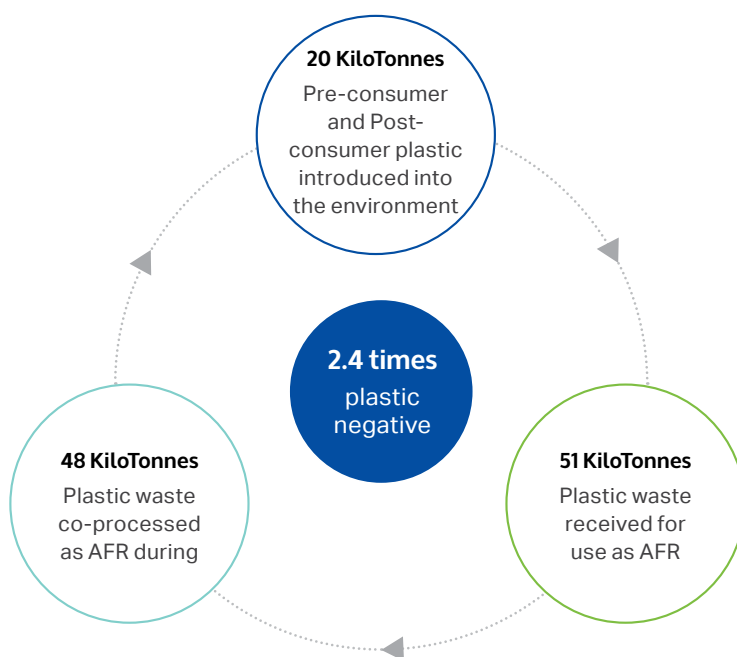 20 KiloTonnes
Pre-consumer
and Post-
consumer plastic
introduced into
the environment
2.4 times
plastic
negative
48 KiloTonnes
Plastic waste
co-processed
as AFR during
51 KiloTonnes
Plastic waste
received for
use as AFR